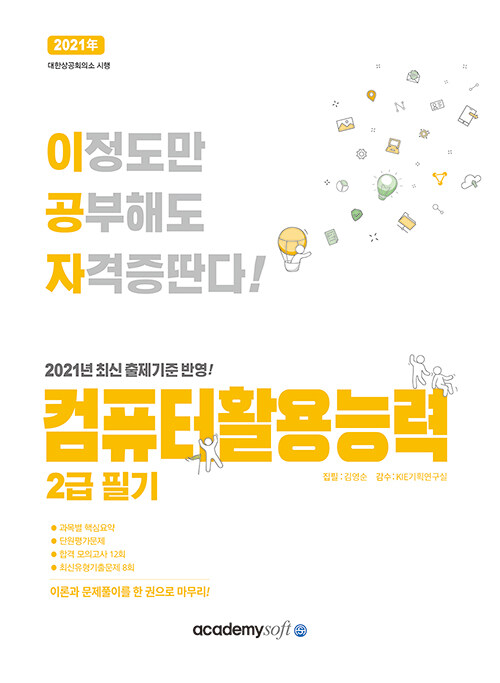 2021年
대한상공회의소 시행
이정도만
공부해도
자격증딴다!
2021년 최신 출제기준 반영!
컴퓨터활용능력
2급 필기
집필 : 김영순 감수 : KIE기획연구실
● 과목별 핵심요약
● 단원평가문제
● 합격 모의고사 12회
● 최신유형기출문제 8회
이론과 문제풀이를 한 권으로 마무리!
academysoft